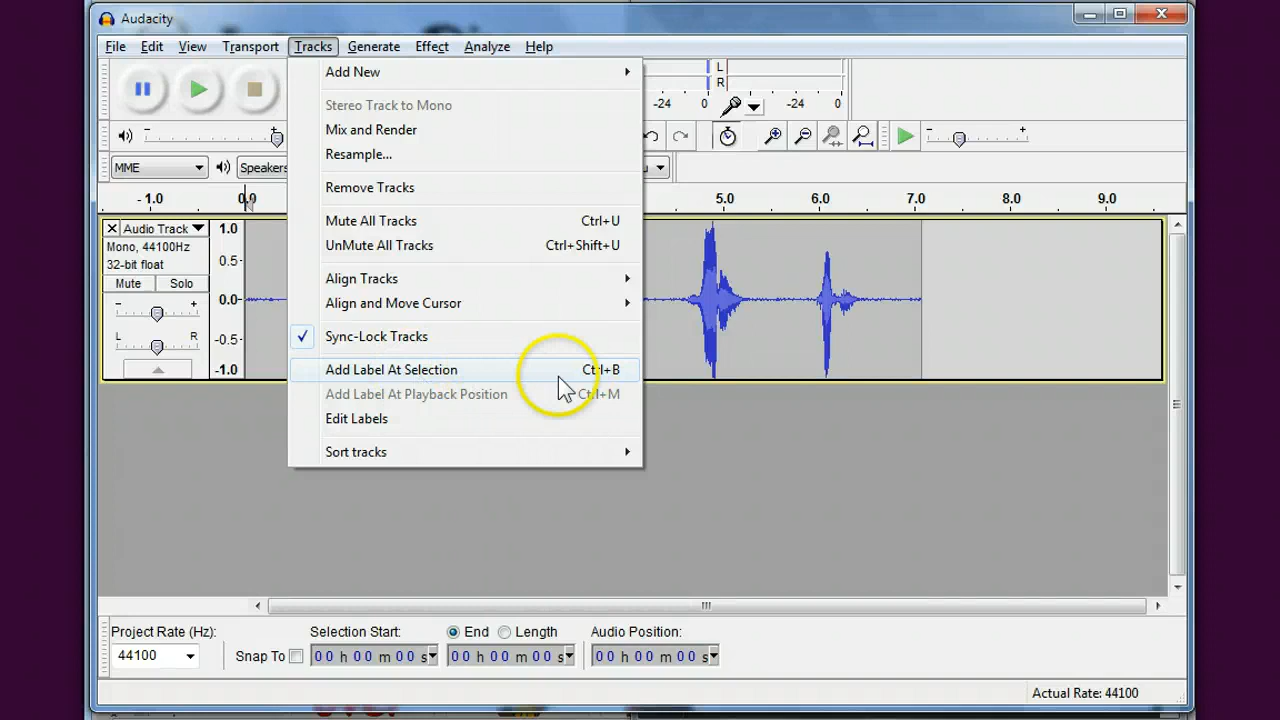 Audacity
File Edit View Transport Tracks Generate Effect Analyze Help
Add New
Stereo Track to Mono
Mix and Render
Resample...
Remove Tracks
Mute All Tracks Ctrl+U
UnMute All Tracks Ctrl+Shift+U
Align Tracks
Align and Move Cursor
Sync-Lock Tracks
Add Label At Selection Ctrl+B
Add Label At Playback Position Ctrl+M
Edit Labels
Sort tracks
L
R
-24 0 -24 0
MME Speakers
- 1.0 0.0 5.0 6.0 7.0 8.0 9.0
Audio Track 1.0
Mono, 44100Hz
32-bit float 0.5
Mute Solo
- + 0.0
L R -0.5
-1.0
Project Rate (Hz): Selection Start: End Length Audio Position:
44100 Snap To 00 h 00 m 00 s 00 h 00 m 00 s 00 h 00 m 00 s
Actual Rate: 44100